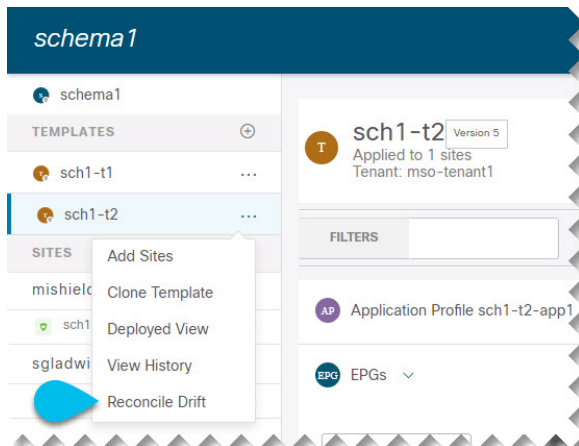 schema1
schema1
TEMPLATES
T
sch1-t1
...
T
sch1-t2
...
SITES
mishield
sch1
sgladwi
Add Sites
Clone Template
Deployed View
View History
Reconcile Drift
T
sch1-t2
Version 5
Applied to 1 sites
Tenant: mso-tenant1
FILTERS
AP
Application Profile sch1-t2-app1
EPG
EPGs